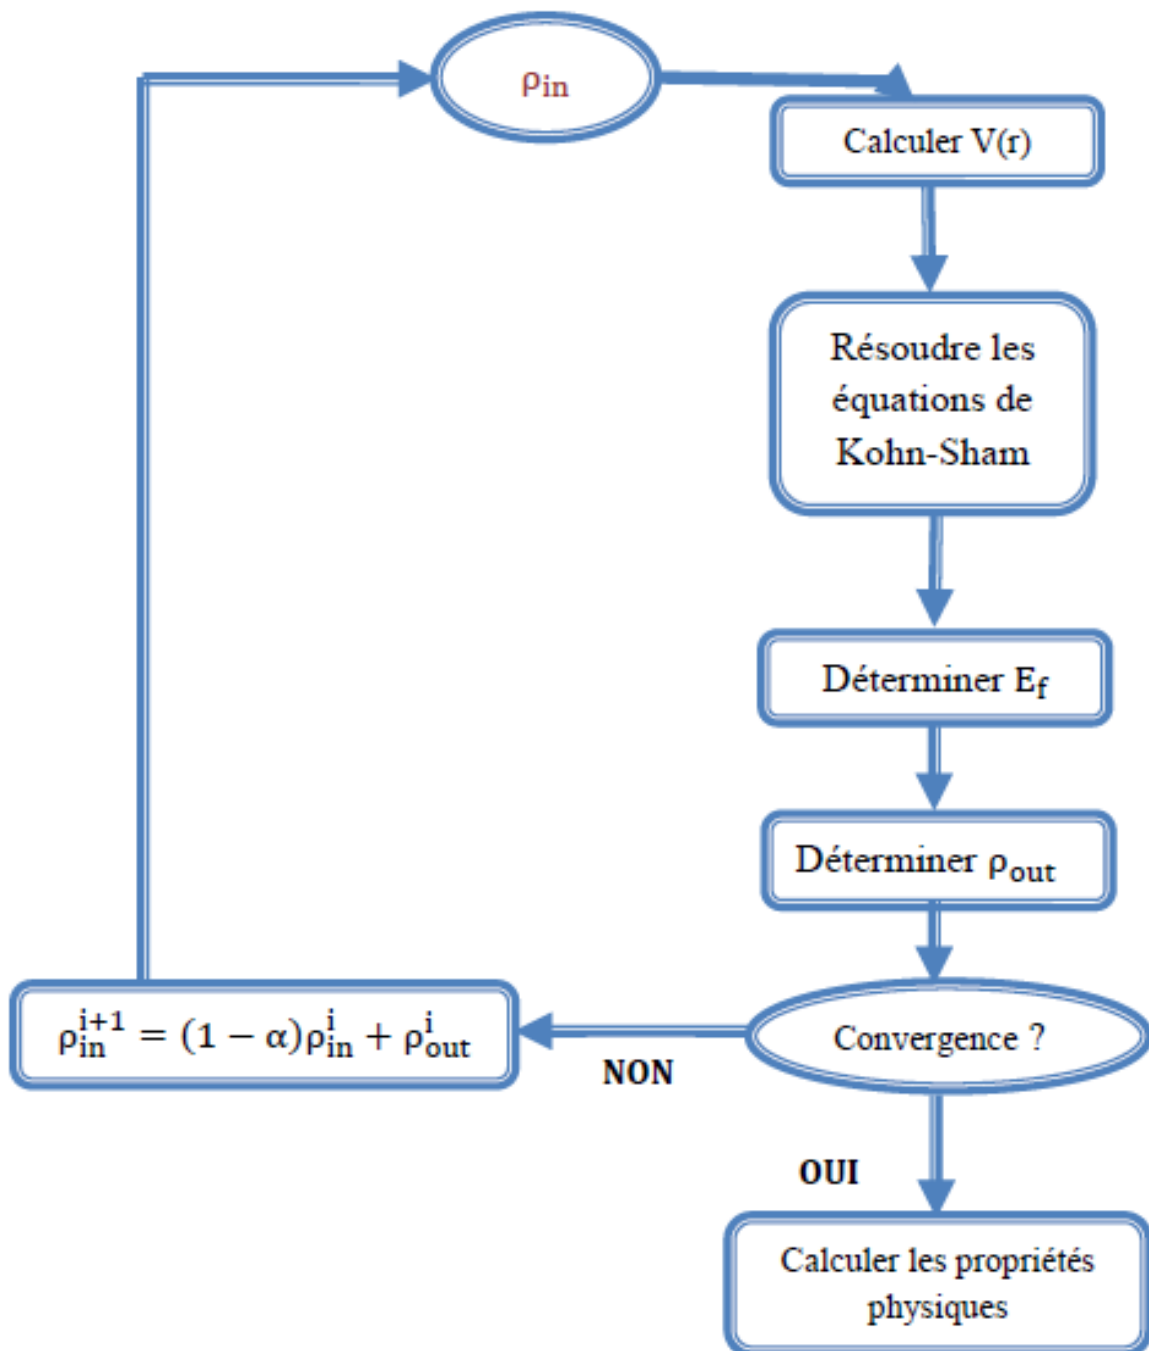 ρin
Calculer V(r)
Résoudre les
équations de
Kohn-Sham
Déterminer Ef
Déterminer ρout
Convergence ?
NON
ρin^i+1 = (1 − α)ρin^i + ρout^i
OUI
Calculer les propriétés
physiques